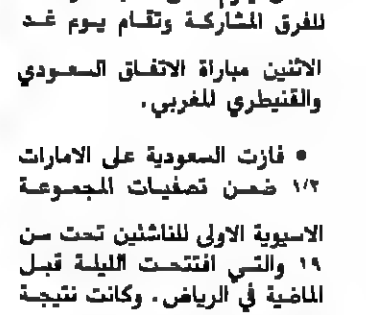 للفرق المشاركة وتقام يوم غد
الاثنين مباراة الاتفاق السعودي
والقنيطري المغربي.
• فازت السعودية على الامارات
١/٢ ضمن تصفيات المجموعة
الاسيوية الاولى للناشئين تحت سن
١٩ والتي افتتحت الليلة قبل
الماضية في الرياض. وكانت نتيجة